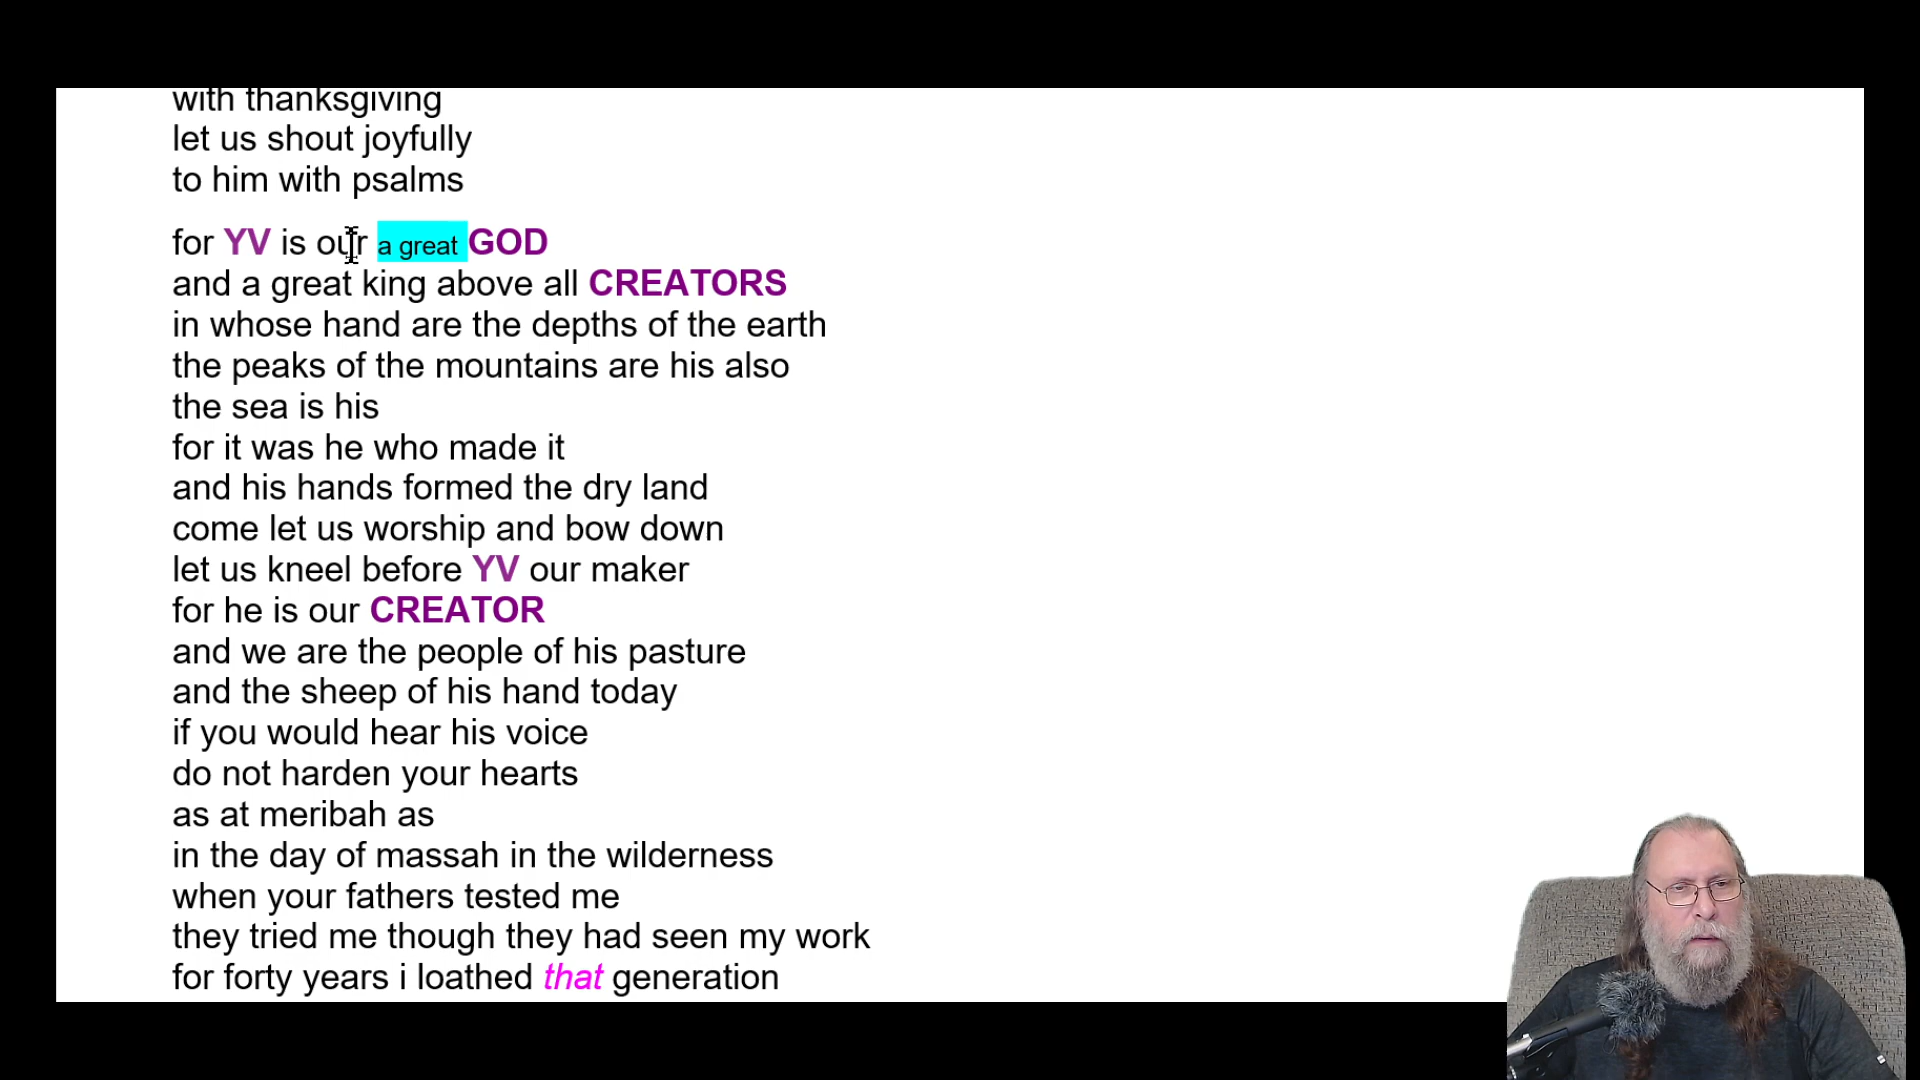 with thanksgiving
let us shout joyfully
to him with psalms
for YV is our a great GOD
and a great king above all CREATORS
in whose hand are the depths of the earth
the peaks of the mountains are his also
the sea is his
for it was he who made it
and his hands formed the dry land
come let us worship and bow down
let us kneel before YV our maker
for he is our CREATOR
and we are the people of his pasture
and the sheep of his hand today
if you would hear his voice
do not harden your hearts
as at meribah as
in the day of massah in the wilderness
when your fathers tested me
they tried me though they had seen my work
for forty years i loathed that generation